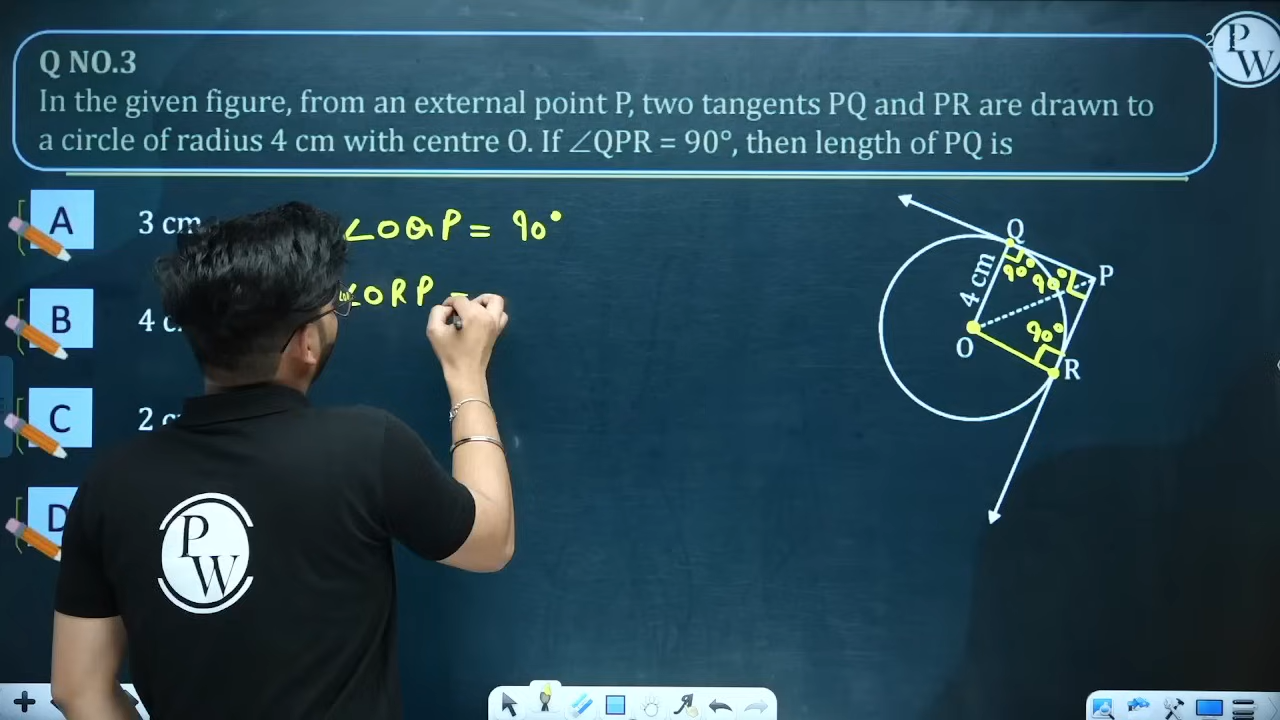 Q NO.3
In the given figure, from an external point P, two tangents PQ and PR are drawn to
a circle of radius 4 cm with centre O. If ∠QPR = 90°, then length of PQ is
P
W
A
3 cm
∠OQP = 90°
∠ORP =
B
4
C
2
D
Q
4 cm
90°
90°
P
O
90°
R
P
W